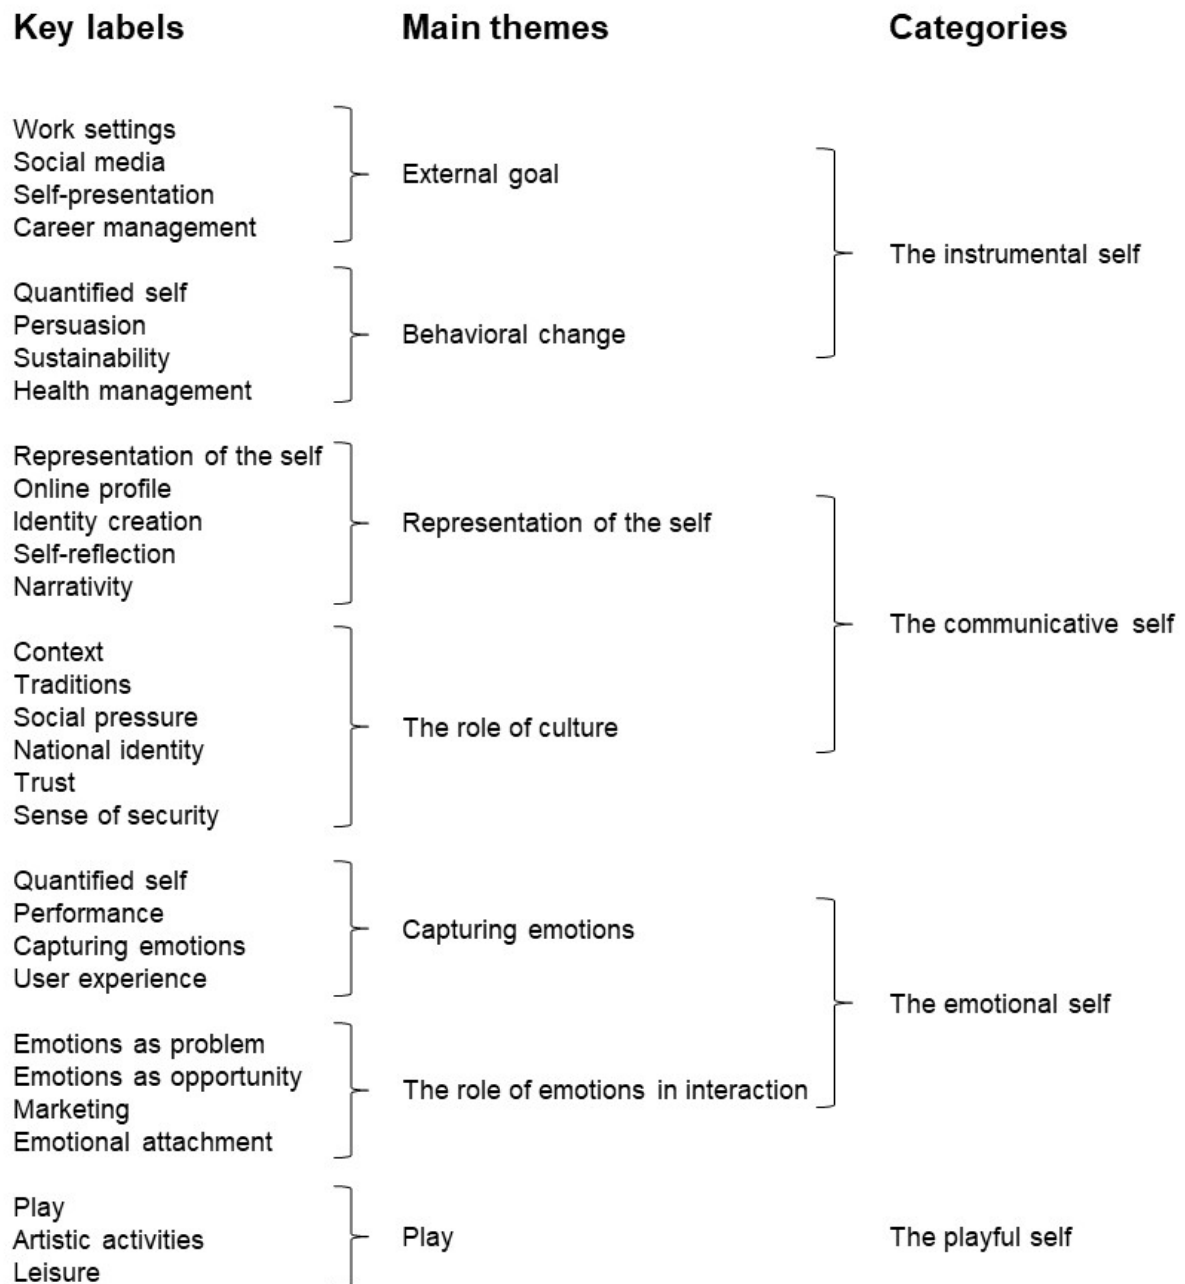 Key labels Main themes Categories
Work settings
Social media
Self-presentation
Career management
External goal
Quantified self
Persuasion
Sustainability
Health management
Behavioral change
The instrumental self
Representation of the self
Online profile
Identity creation
Self-reflection
Narrativity
Representation of the self
Context
Traditions
Social pressure
National identity
Trust
Sense of security
The role of culture
The communicative self
Quantified self
Performance
Capturing emotions
User experience
Capturing emotions
Emotions as problem
Emotions as opportunity
Marketing
Emotional attachment
The role of emotions in interaction
The emotional self
Play
Artistic activities
Leisure
Play
The playful self